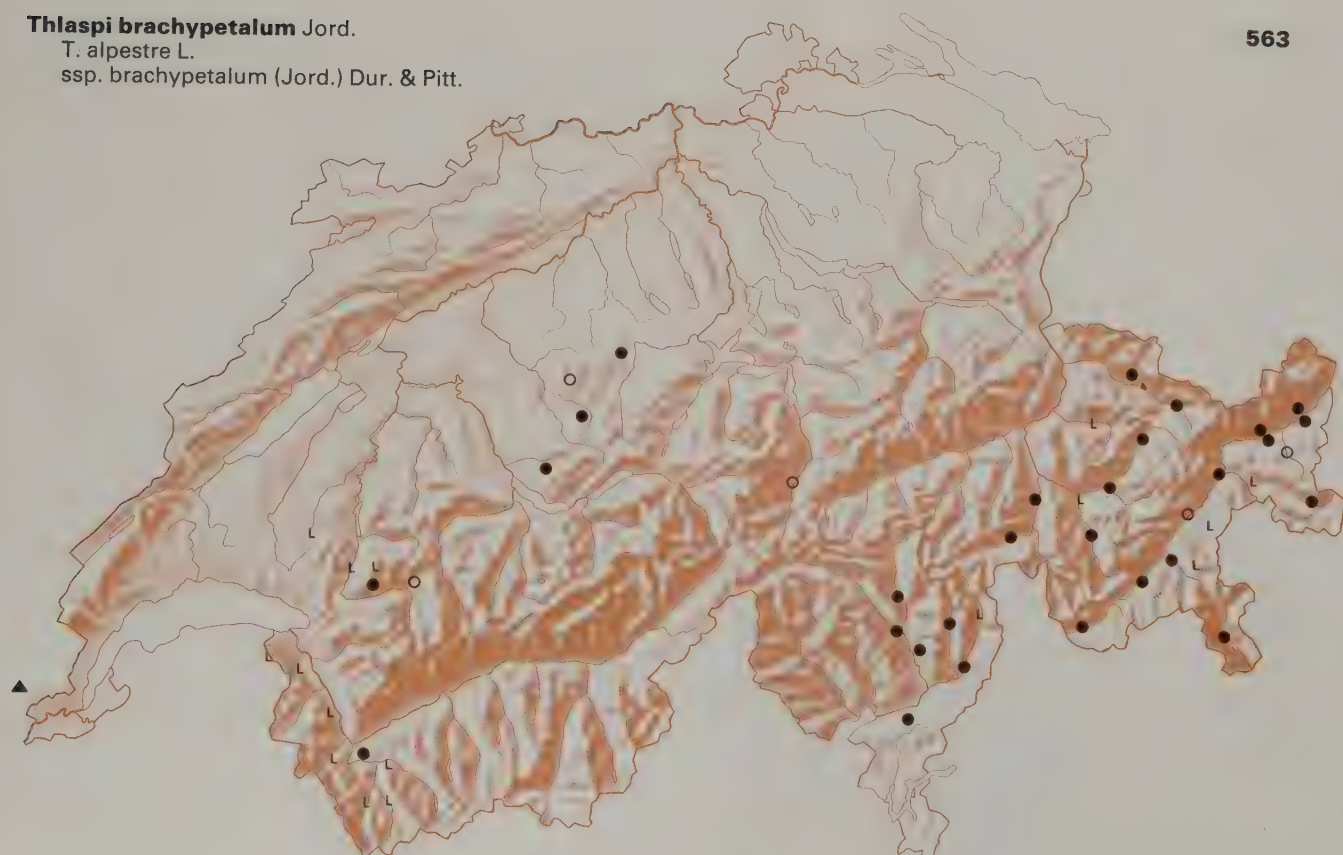 Thlaspi brachypetalum Jord.
T. alpestre L.
ssp. brachypetalum (Jord.) Dur. & Pitt.
563
L
L
L
L
L L
L
L
L
L
L
L
L
L
L
L L